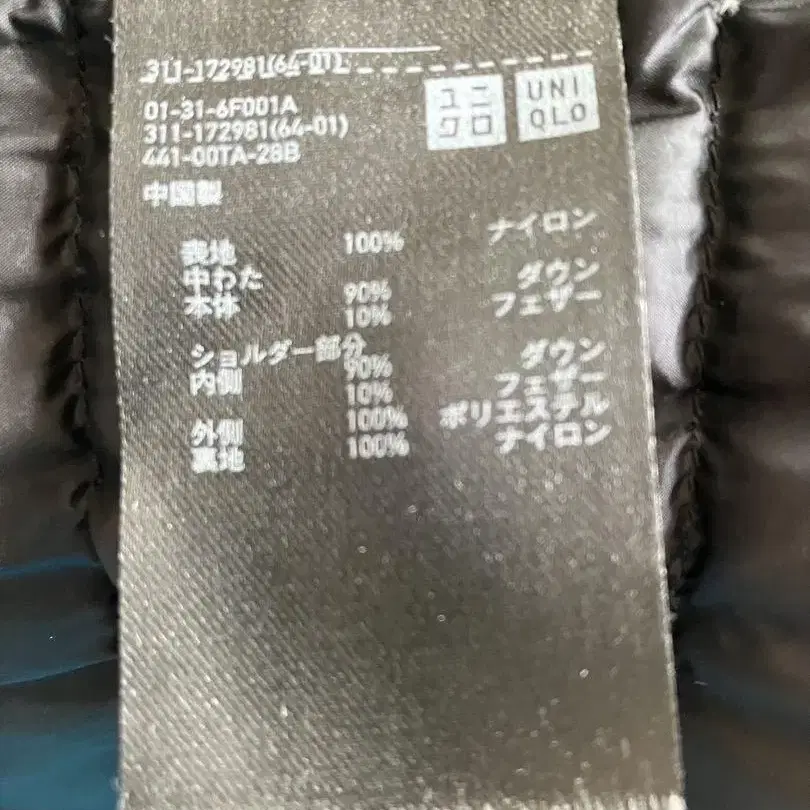 311-172981(64-01)
01-31-6F001A
311-172981(64-01)
441-00TA-28B
ユニ
クロ
UNI
QLO
中国製
表地 100% ナイロン
中わた
本体 90% ダウン
10% フェザー
ショルダー部分
内側 90% ダウン
10% フェザー
外側 100% ポリエステル
裏地 100% ナイロン